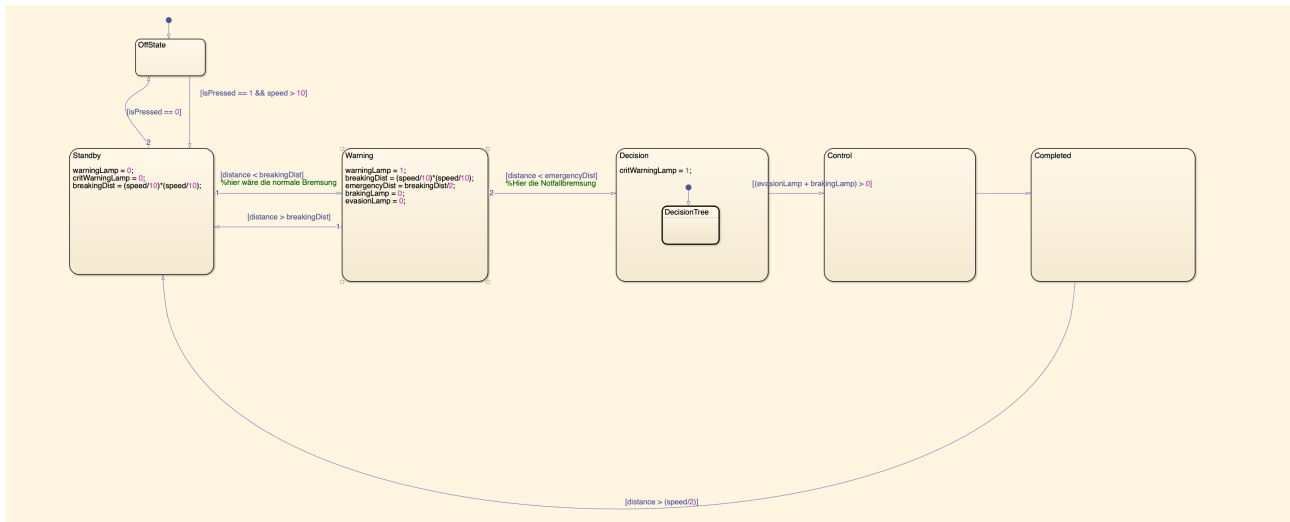 OffState
[isPressed == 1 && speed > 10]
[isPressed == 0]
2
Standby
warningLamp = 0;
critWarningLamp = 0;
breakingDist = (speed/10)*(speed/10);
1
[distance < breakingDist]
%hier wäre die normale Bremsung
[distance > breakingDist]
1
Warning
warningLamp = 1;
breakingDist = (speed/10)*(speed/10);
emergencyDist = breakingDist/2;
brakingLamp = 0;
evasionLamp = 0;
2
[distance < emergencyDist]
%Hier die Notfallbremsung
Decision
critWarningLamp = 1;
DecisionTree
[(evasionLamp + brakingLamp) > 0]
Control
Completed
[distance > (speed/2)]